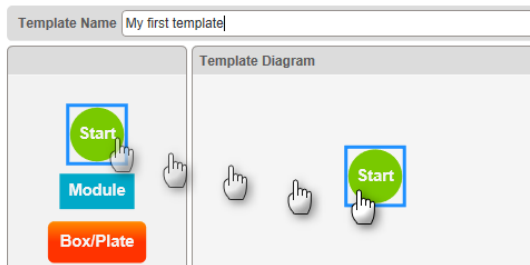 Template Name My first template
Template Diagram
Start
Module
Box/Plate
Start